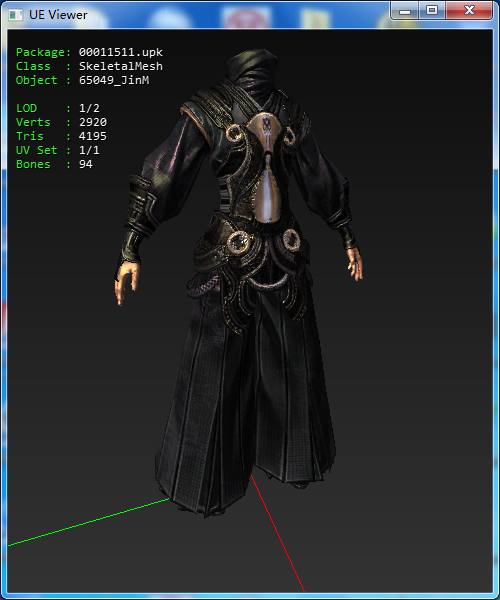 UE Viewer
Package: 00011511.upk
Class : SkeletalMesh
Object : 65049_JinM
LOD : 1/2
Verts : 2920
Tris : 4195
UV Set : 1/1
Bones : 94